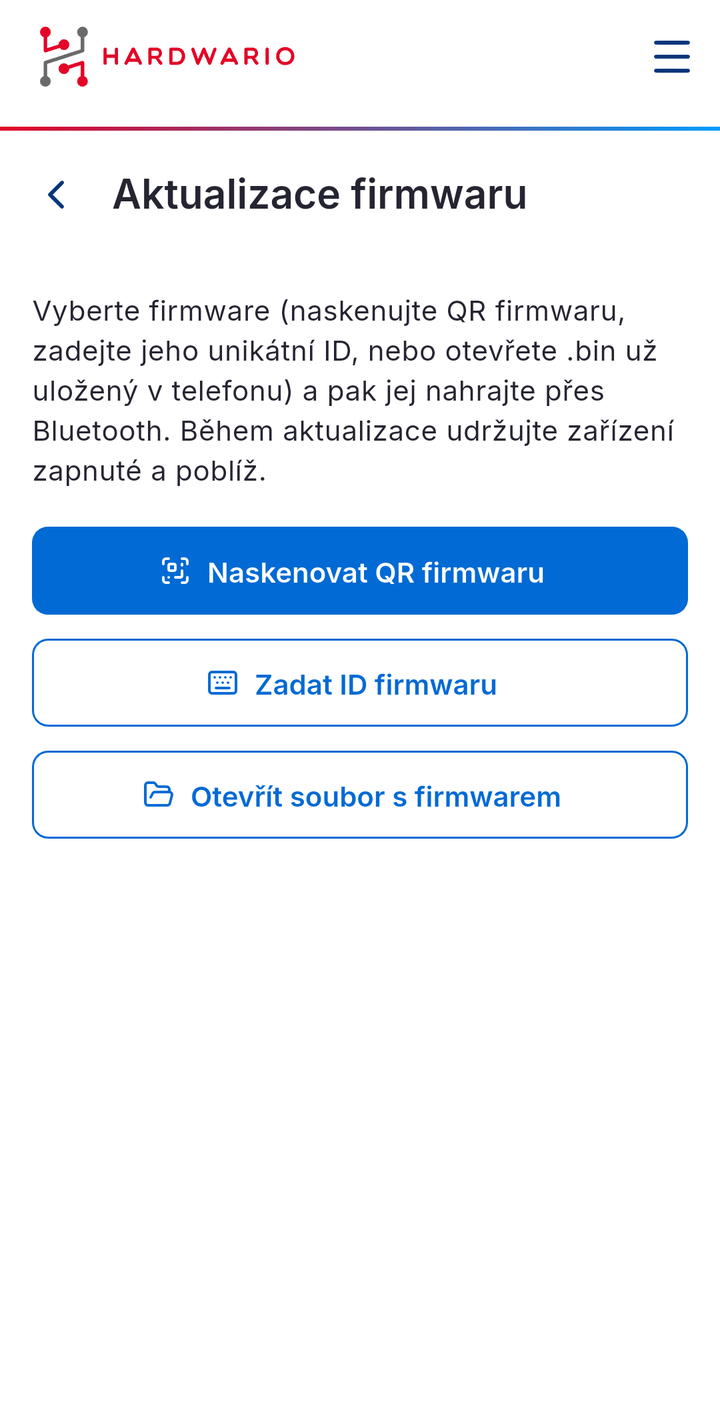 HARDWARIO
Aktualizace firmwaru
Vyberte firmware (naskenujte QR firmwaru,
zadejte jeho unikátní ID, nebo otevřete .bin už
uložený v telefonu) a pak jej nahrajte přes
Bluetooth. Během aktualizace udržujte zařízení
zapnuté a poblíž.
Naskenovat QR firmwaru
Zadat ID firmwaru
Otevřít soubor s firmwarem